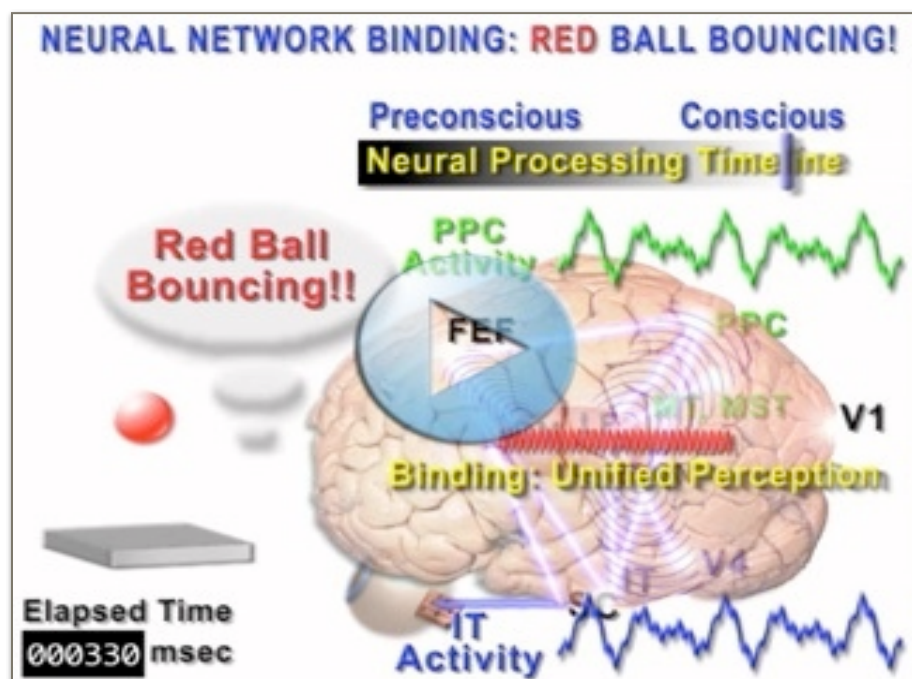 NEURAL NETWORK BINDING: RED BALL BOUNCING!
Preconscious Conscious
Neural Processing Timeline
Red Ball
Bouncing!!
PPC
Activity
FEF
PPC
MT, MST
V1
Binding: Unified Perception
V4
IT
SC
Elapsed Time
000330 msec
IT
Activity